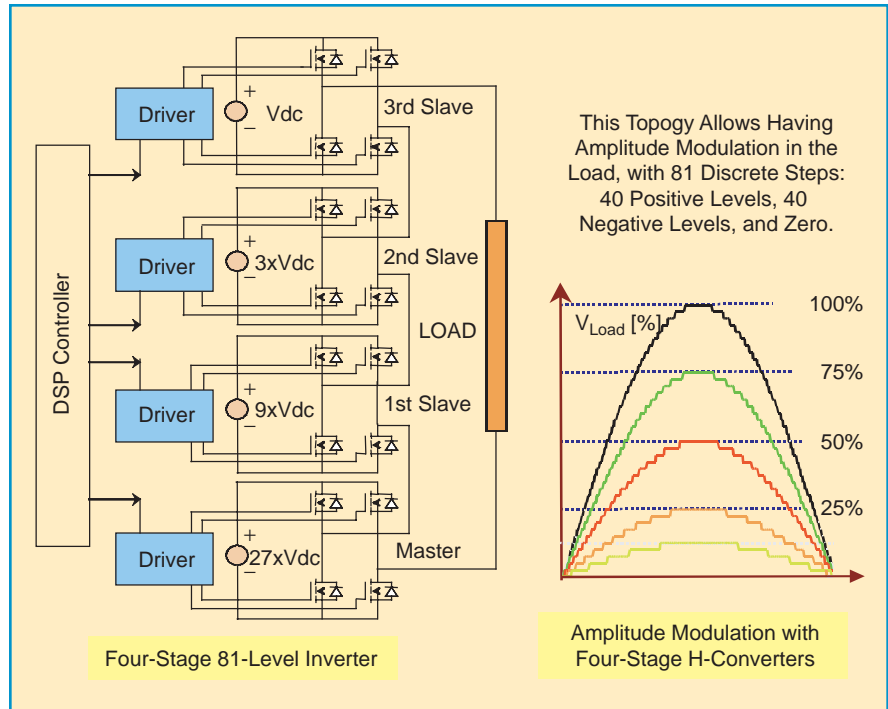 DSP Controller
Driver
+
Vdc
−
3rd Slave
Driver
+
3xVdc
−
2nd Slave
LOAD
Driver
+
9xVdc
−
1st Slave
Driver
+
27xVdc
−
Master
Four-Stage 81-Level Inverter
This Topogy Allows Having
Amplitude Modulation in the
Load, with 81 Discrete Steps:
40 Positive Levels, 40
Negative Levels, and Zero.
V_Load [%]
100%
75%
50%
25%
Amplitude Modulation with
Four-Stage H-Converters